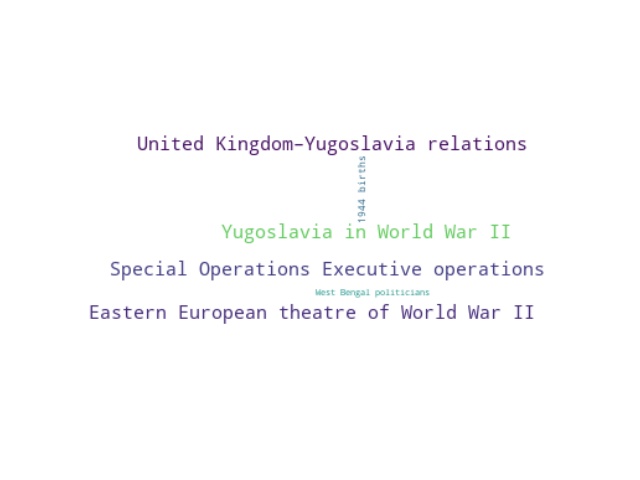 United Kingdom–Yugoslavia relations
1944 births
Yugoslavia in World War II
Special Operations Executive operations
West Bengal politicians
Eastern European theatre of World War II